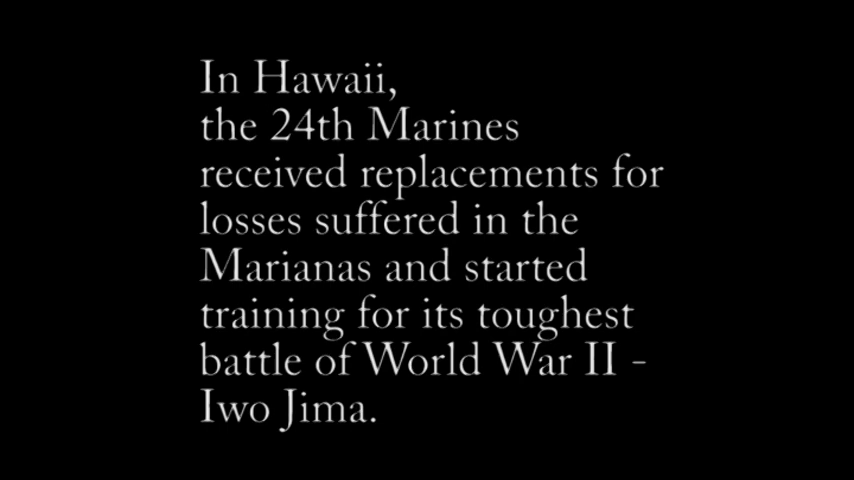 In Hawaii,
the 24th Marines
received replacements for
losses suffered in the
Marianas and started
training for its toughest
battle of World War II -
Iwo Jima.